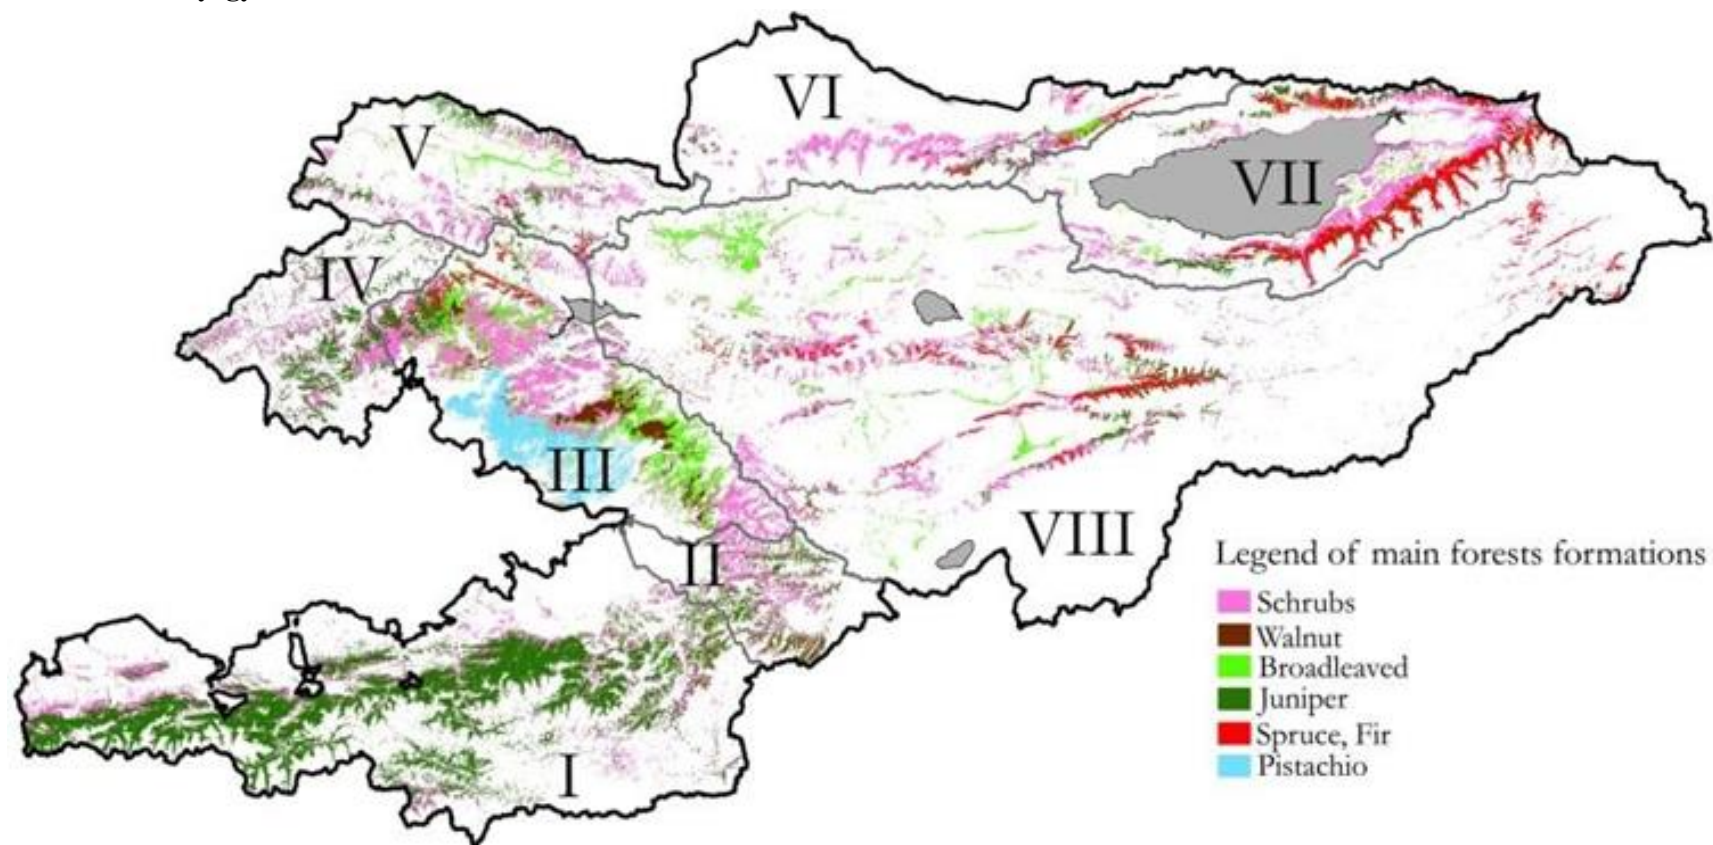 VI
V
VII
IV
III
VIII
II
I
Legend of main forests formations
Schrubs
Walnut
Broadleaved
Juniper
Spruce, Fir
Pistachio